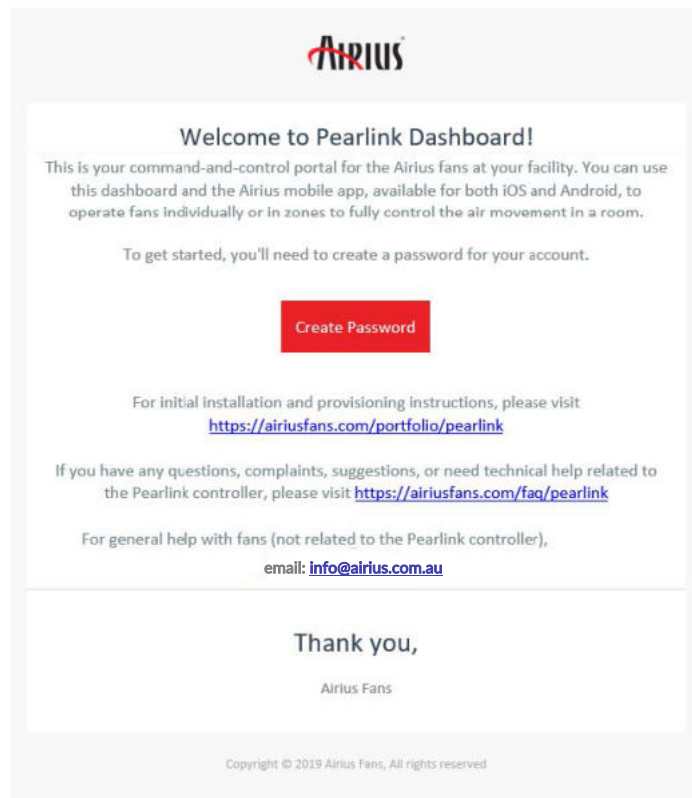 AIRIUS
Welcome to Pearlink Dashboard!
This is your command-and-control portal for the Airius fans at your facility. You can use
this dashboard and the Airius mobile app, available for both iOS and Android, to
operate fans individually or in zones to fully control the air movement in a room.
To get started, you'll need to create a password for your account.
Create Password
For initial installation and provisioning instructions, please visit
https://airiusfans.com/portfolio/pearlink
If you have any questions, complaints, suggestions, or need technical help related to
the Pearlink controller, please visit https://airiusfans.com/faq/pearlink
For general help with fans (not related to the Pearlink controller),
email: info@airius.com.au
Thank you,
Airius Fans
Copyright © 2019 Airius Fans, All rights reserved